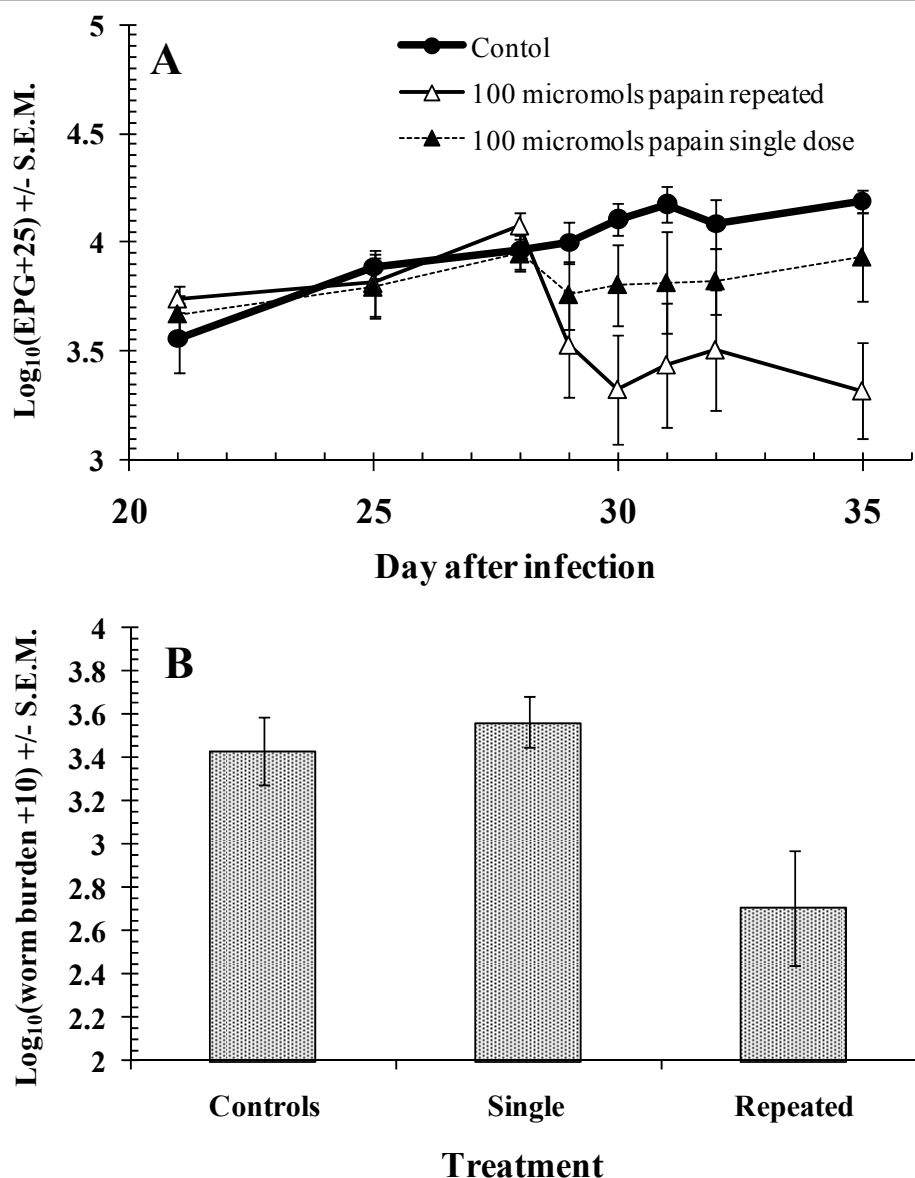 A
Contol
100 micromols papain repeated
100 micromols papain single dose
Log₁₀(EPG+25) +/- S.E.M.
5
4.5
4
3.5
3
20 25 30 35
Day after infection
B
Log₁₀(worm burden +10) +/- S.E.M.
4
3.8
3.6
3.4
3.2
3
2.8
2.6
2.4
2.2
2
Controls Single Repeated
Treatment